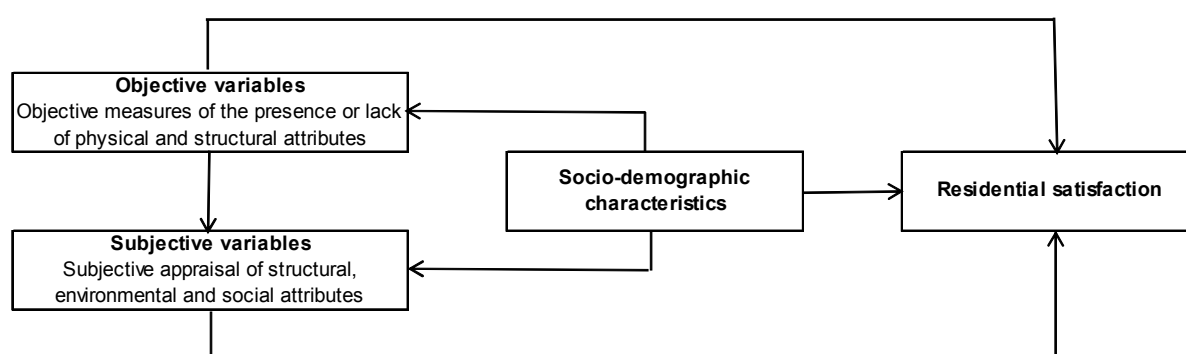 Objective variables
Objective measures of the presence or lack
of physical and structural attributes
Socio-demographic
characteristics
Residential satisfaction
Subjective variables
Subjective appraisal of structural,
environmental and social attributes